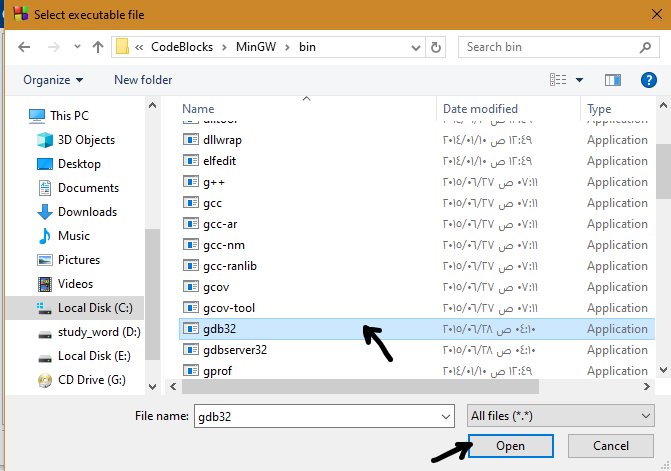 Select executable file
« CodeBlocks > MinGW > bin
Search bin
Organize
New folder
This PC
3D Objects
Desktop
Documents
Downloads
Music
Pictures
Videos
Local Disk (C:)
study_word (D:)
Local Disk (E:)
CD Drive (G:)
Name Date modified Type
dlltool Application
dllwrap ٢٠١٤/٠١/١٠ ص ١٢:٤٩ Application
elfedit ٢٠١٤/٠١/١٠ ص ١٢:٤٩ Application
g++ ٢٠١٥/٠٦/٢٧ ص ٠٧:١١ Application
gcc ٢٠١٥/٠٦/٢٧ ص ٠٧:١١ Application
gcc-ar ٢٠١٥/٠٦/٢٧ ص ٠٧:١١ Application
gcc-nm ٢٠١٥/٠٦/٢٧ ص ٠٧:١١ Application
gcc-ranlib ٢٠١٥/٠٦/٢٧ ص ٠٧:١١ Application
gcov ٢٠١٥/٠٦/٢٧ ص ٠٧:١١ Application
gcov-tool ٢٠١٥/٠٦/٢٧ ص ٠٧:١١ Application
gdb32 ٢٠١٥/٠٦/٢٨ ص ٠٤:١٠ Application
gdbserver32 ٢٠١٥/٠٦/٢٨ ص ٠٤:١٠ Application
gprof ٢٠١٤/٠١/١٠ ص ١٢:٤٩ Application
File name: gdb32
All files (*.*)
Open
Cancel